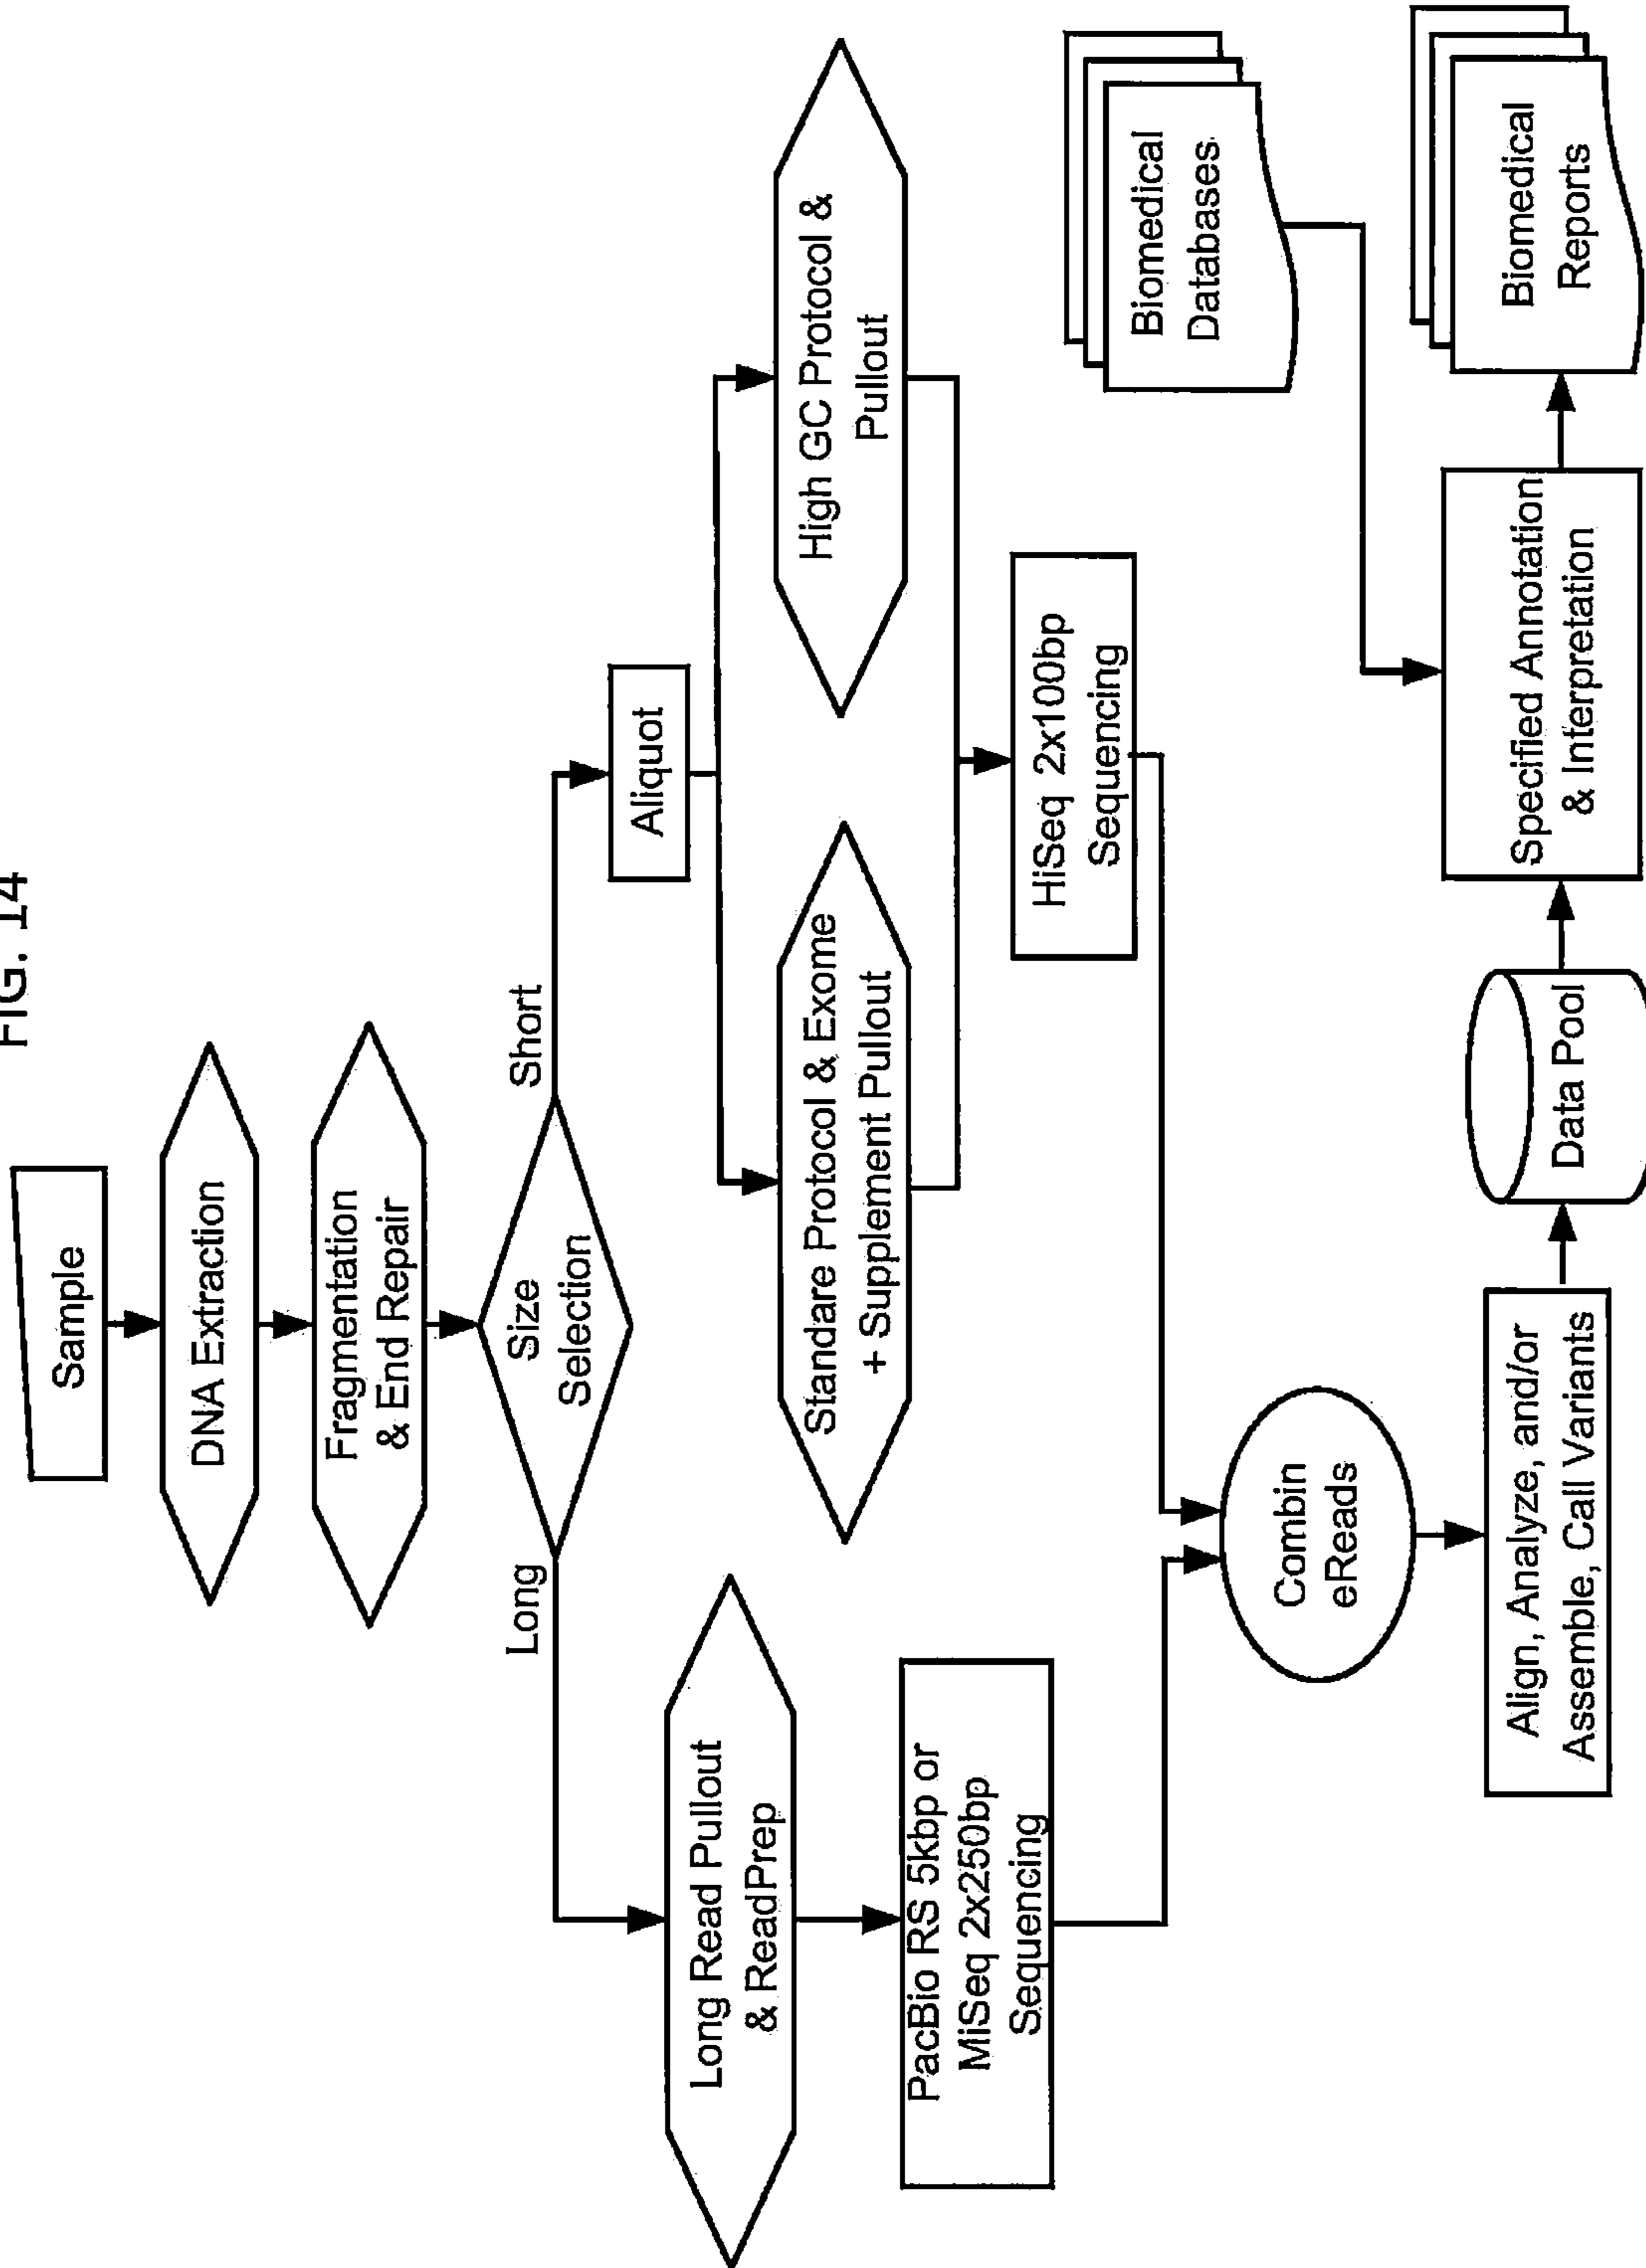 FIG. 14
Sample
DNA Extraction
Fragmentation
& End Repair
Size
Selection
Long
Short
Long Read Pullout
& ReadPrep
PacBio RS 5kbp or
MiSeq 2x250bp
Sequencing
Aliquot
Standare Protocol & Exome
+ Supplement Pullout
High GC Protocol &
Pullout
HiSeq 2x100bp
Sequencing
Combin
eReads
Align, Analyze, and/or
Assemble, Call Variants
Data Pool
Specified Annotation
& Interpretation
Biomedical
Databases
Biomedical
Reports